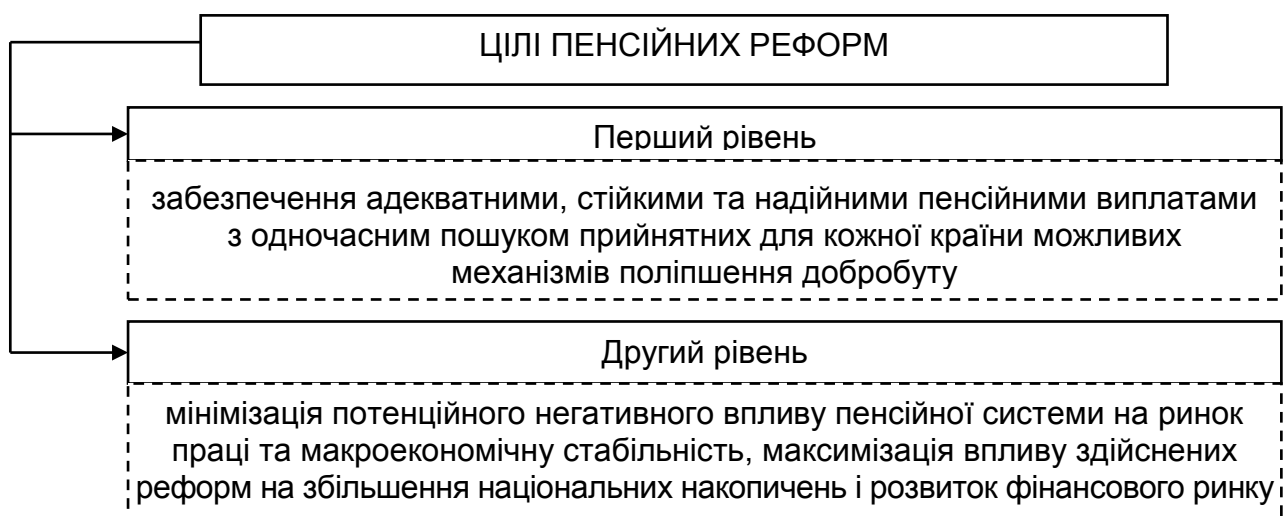 ЦІЛІ ПЕНСІЙНИХ РЕФОРМ
Перший рівень
забезпечення адекватними, стійкими та надійними пенсійними виплатами
з одночасним пошуком прийнятних для кожної країни можливих
механізмів поліпшення добробуту
Другий рівень
мінімізація потенційного негативного впливу пенсійної системи на ринок
праці та макроекономічну стабільність, максимізація впливу здійснених
реформ на збільшення національних накопичень і розвиток фінансового ринку